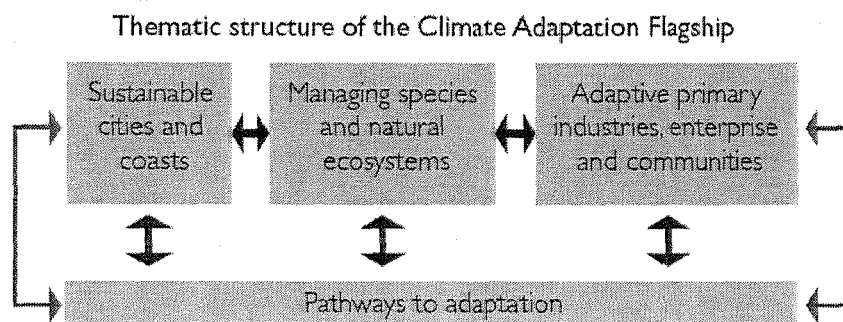 Thematic structure of the Climate Adaptation Flagship
Sustainable
cities and
coasts
Managing species
and natural
ecosystems
Adaptive primary
industries, enterprise
and communities
Pathways to adaptation